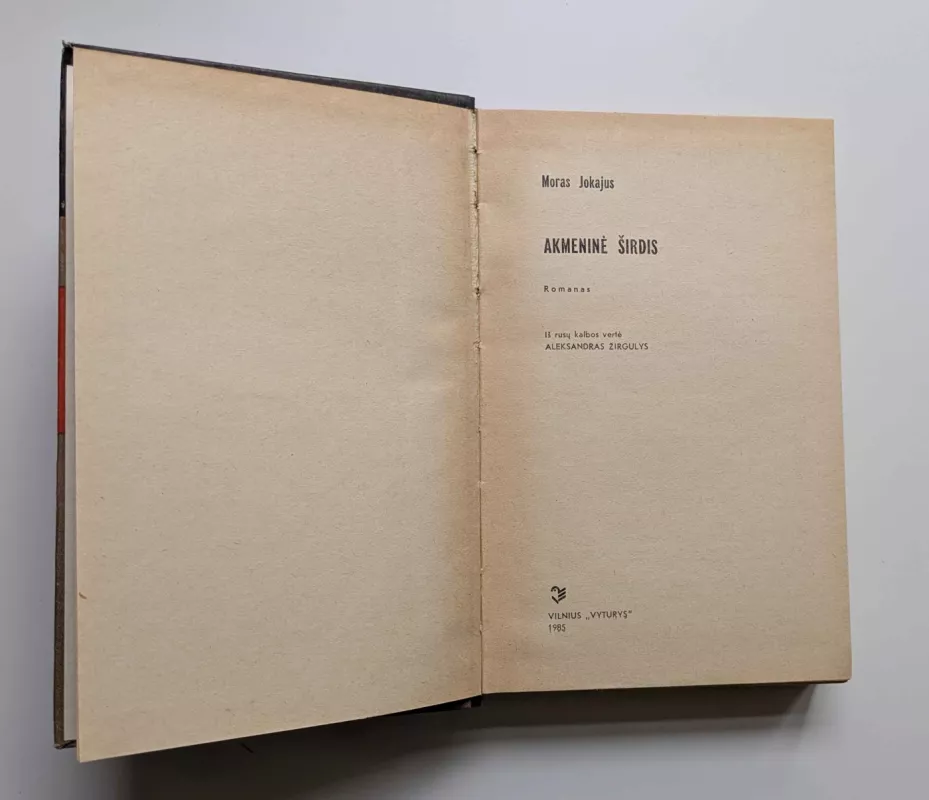 Moras Jokajus
AKMENINĖ ŠIRDIS
Romanas
Iš rusų kalbos vertė
ALEKSANDRAS ŽIRGULYS
VILNIUS „VYTURYS“
1985